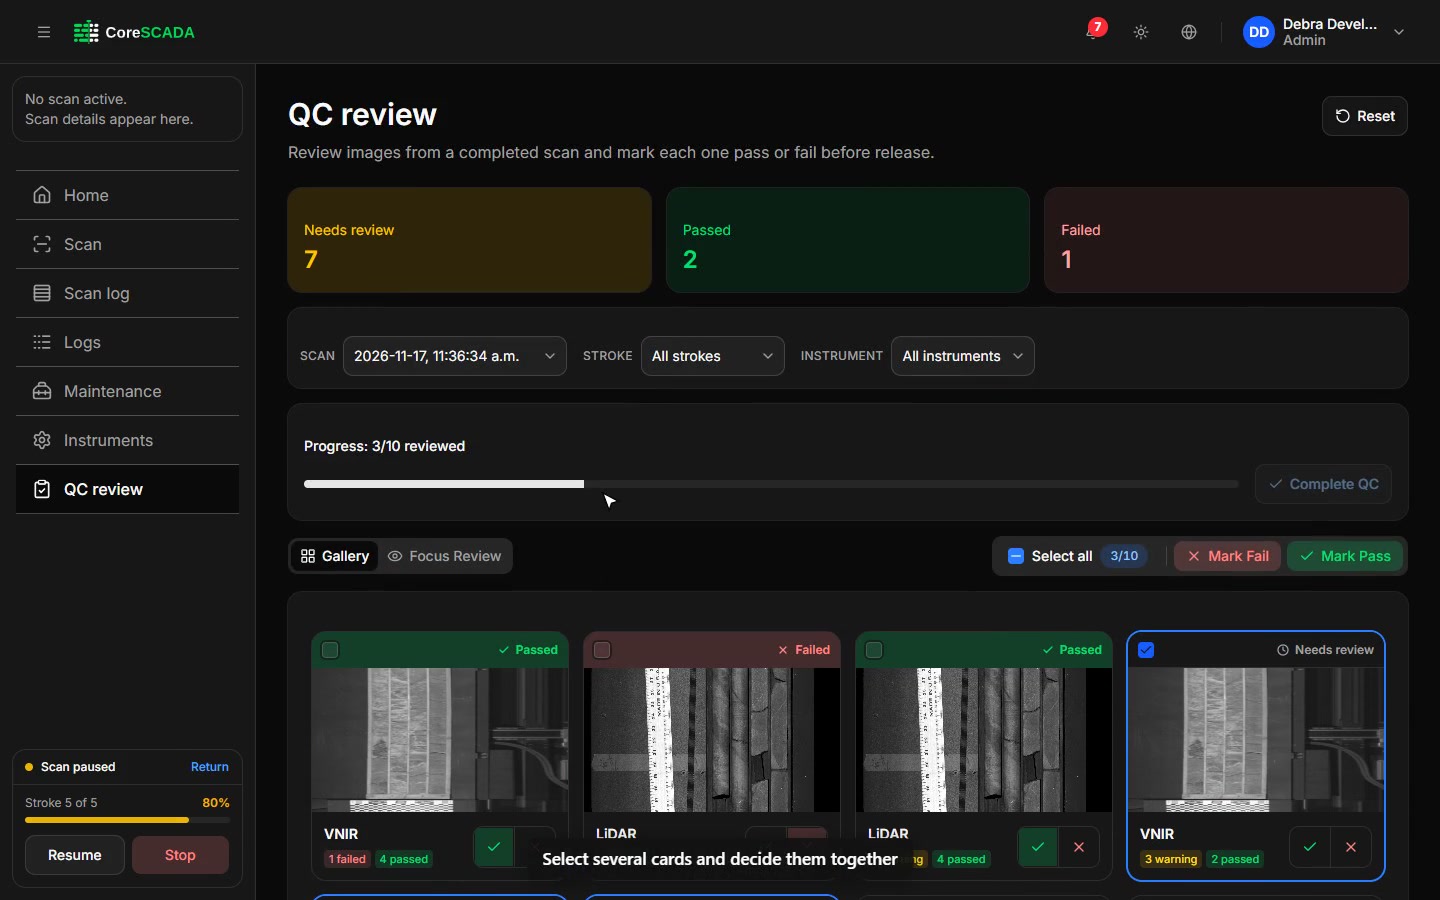 CoreSCADA
7
DD
Debra Devel...
Admin
No scan active.
Scan details appear here.
Home
Scan
Scan log
Logs
Maintenance
Instruments
QC review
Scan paused
Return
Stroke 5 of 5
80%
Resume
Stop
QC review
Reset
Review images from a completed scan and mark each one pass or fail before release.
Needs review
7
Passed
2
Failed
1
SCAN
2026-11-17, 11:36:34 a.m.
STROKE
All strokes
INSTRUMENT
All instruments
Progress: 3/10 reviewed
Complete QC
Gallery
Focus Review
Select all
3/10
Mark Fail
Mark Pass
Passed
Failed
Passed
Needs review
VNIR
1 failed
4 passed
LiDAR
LiDAR
4 passed
VNIR
3 warning
2 passed
Select several cards and decide them together